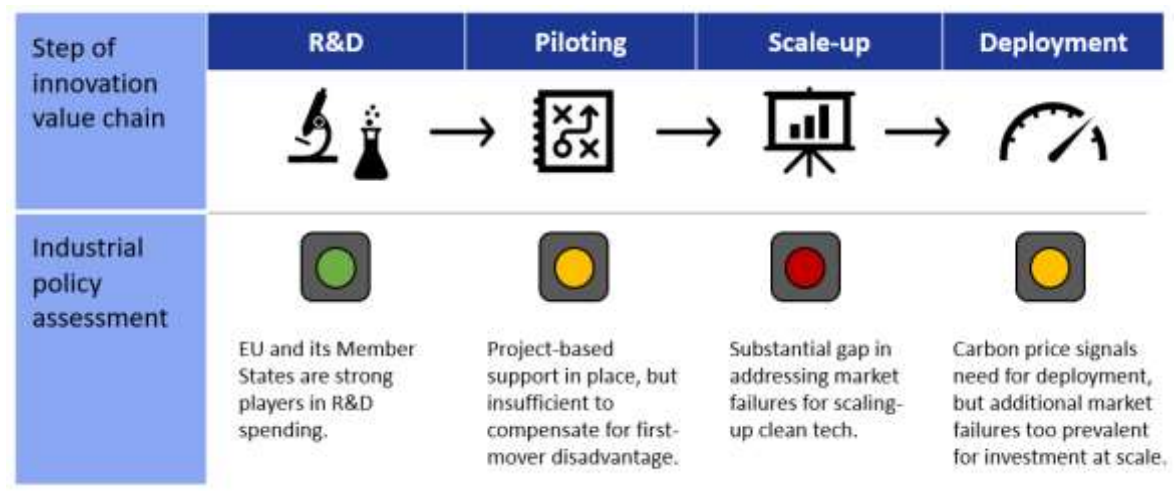 Step of
innovation
value chain
R&D
Piloting
Scale-up
Deployment
Industrial
policy
assessment
EU and its Member
States are strong
players in R&D
spending.
Project-based
support in place, but
insufficient to
compensate for first-
mover disadvantage.
Substantial gap in
addressing market
failures for scaling-
up clean tech.
Carbon price signals
need for deployment,
but additional market
failures too prevalent
for investment at scale.